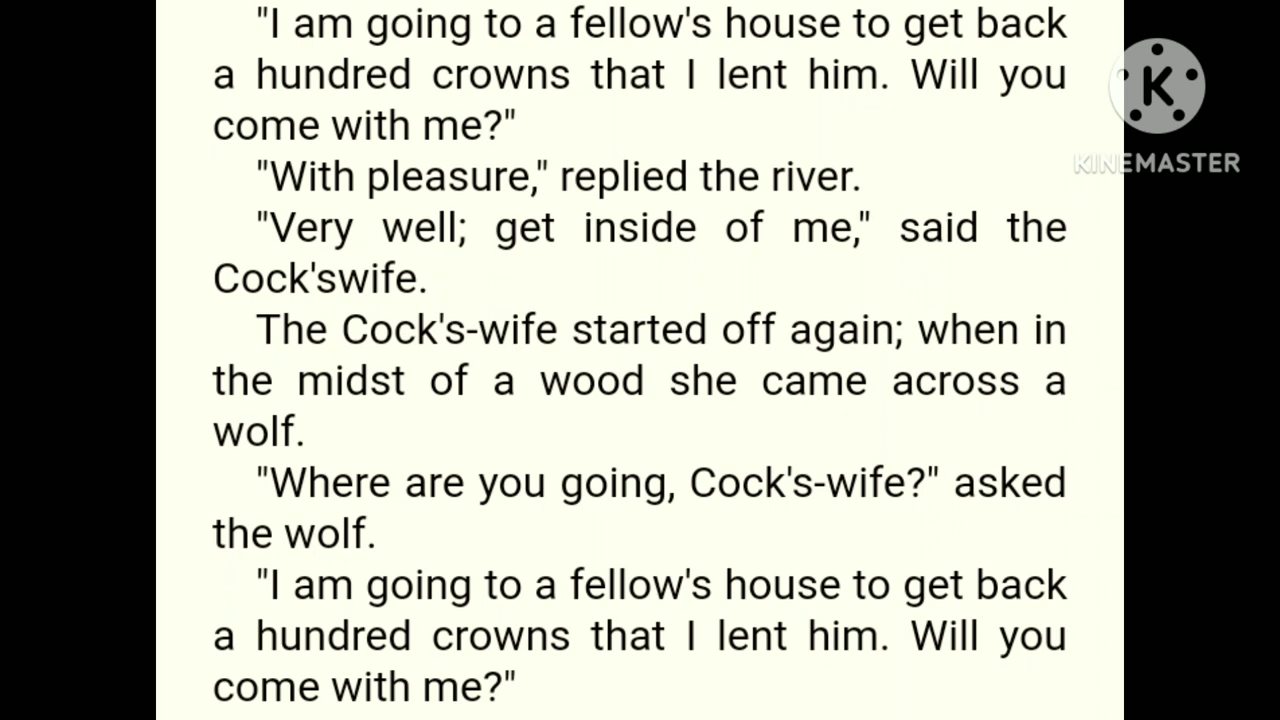 "I am going to a fellow's house to get back
a hundred crowns that I lent him. Will you
come with me?"
"With pleasure," replied the river.
"Very well; get inside of me," said the
Cock'swife.
The Cock's-wife started off again; when in
the midst of a wood she came across a
wolf.
"Where are you going, Cock's-wife?" asked
the wolf.
"I am going to a fellow's house to get back
a hundred crowns that I lent him. Will you
come with me?"
K
KINEMASTER